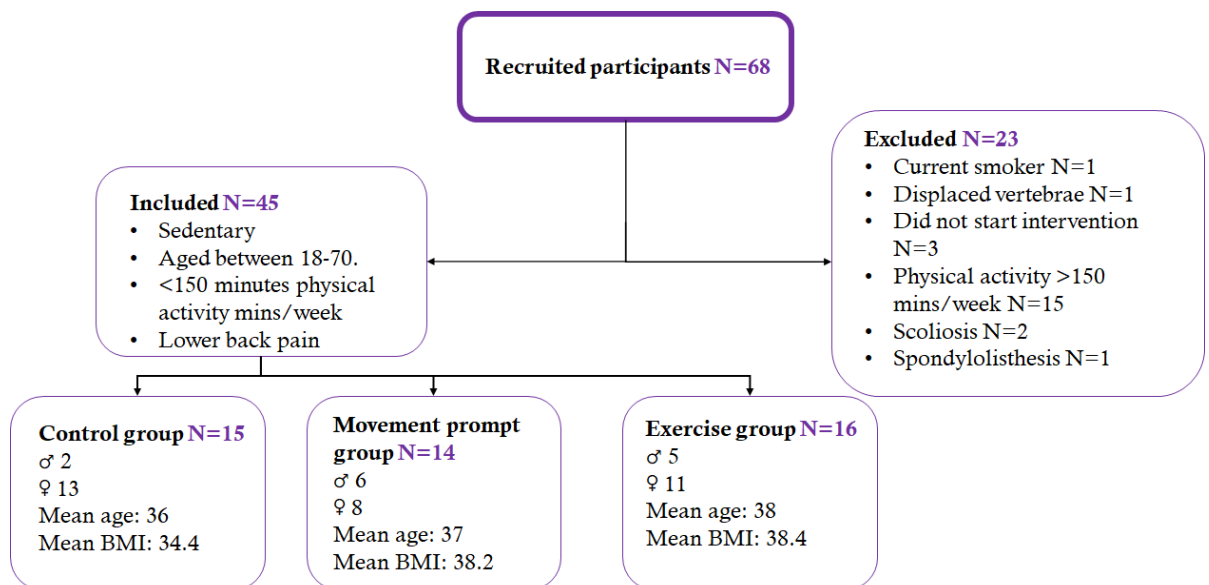 Recruited participants N=68
Excluded N=23
• Current smoker N=1
• Displaced vertebrae N=1
• Did not start intervention
N=3
• Physical activity >150
mins/week N=15
• Scoliosis N=2
• Spondylolisthesis N=1
Included N=45
• Sedentary
• Aged between 18-70.
• <150 minutes physical
activity mins/week
• Lower back pain
Control group N=15
♂ 2
♀ 13
Mean age: 36
Mean BMI: 34.4
Movement prompt
group N=14
♂ 6
♀ 8
Mean age: 37
Mean BMI: 38.2
Exercise group N=16
♂ 5
♀ 11
Mean age: 38
Mean BMI: 38.4